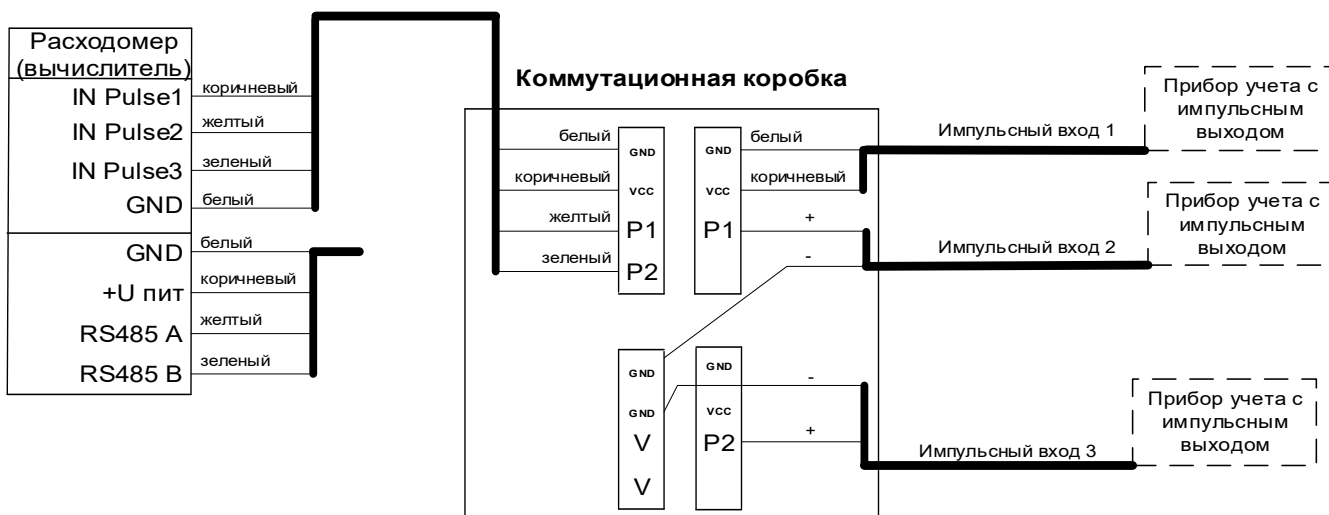 Расходомер
(вычислитель)
IN Pulse1
коричневый
IN Pulse2
желтый
IN Pulse3
зеленый
GND
белый
GND
белый
+U пит
коричневый
RS485 A
желтый
RS485 B
зеленый
Коммутационная коробка
белый
GND
коричневый
VCC
желтый
P1
зеленый
P2
GND
белый
VCC
коричневый
P1
+
-
GND
GND
V
V
GND
-
VCC
P2
+
Импульсный вход 1
Прибор учета с
импульсным
выходом
Импульсный вход 2
Прибор учета с
импульсным
выходом
Импульсный вход 3
Прибор учета с
импульсным
выходом